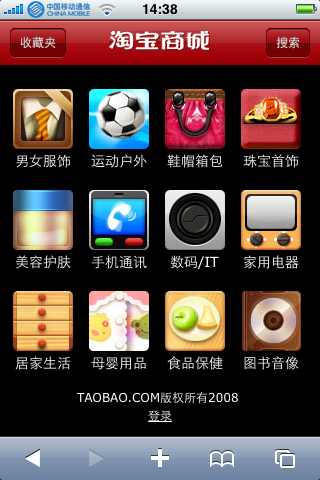 中国移动通信
CHINA MOBILE
14:38
收藏夹
淘宝商城
搜索
男女服饰
运动户外
鞋帽箱包
珠宝首饰
美容护肤
手机通讯
数码/IT
家用电器
居家生活
母婴用品
食品保健
图书音像
TAOBAO.COM版权所有2008
登录